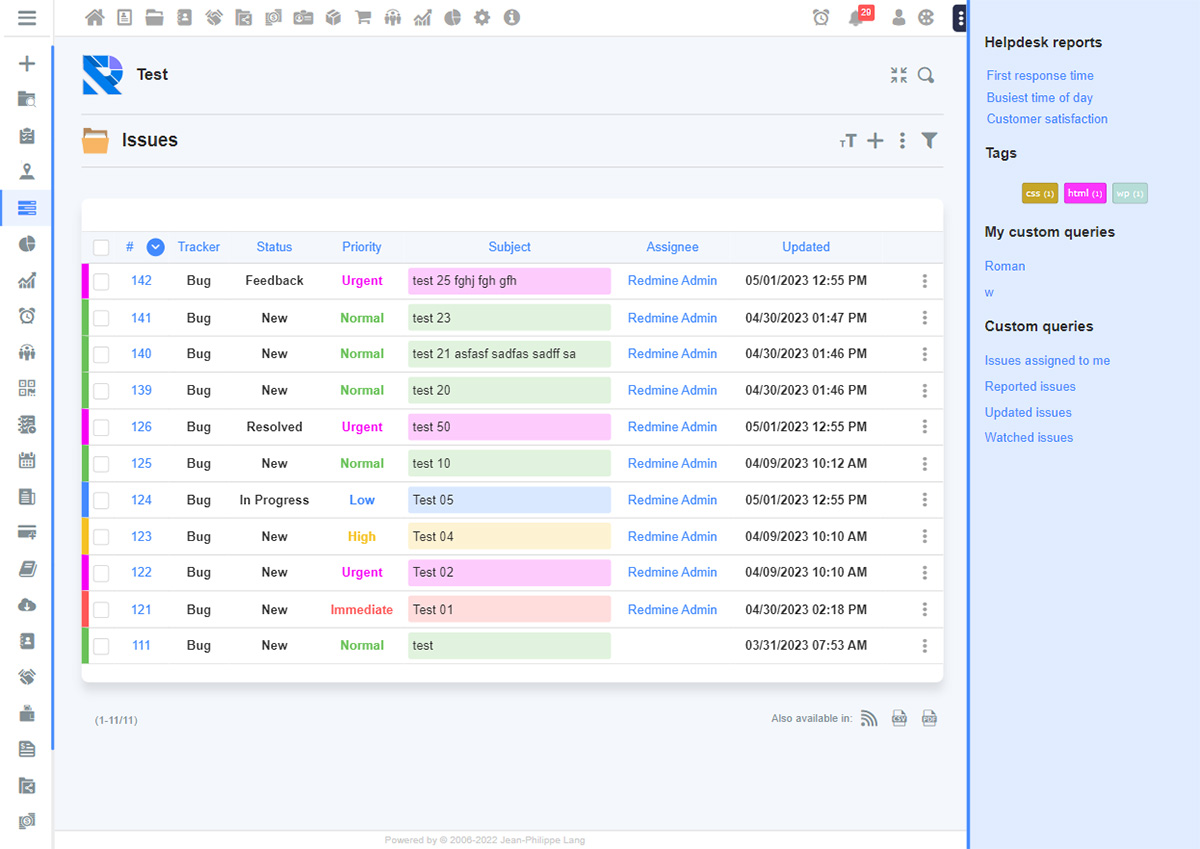 29
Test
Issues
# Tracker Status Priority Subject Assignee Updated
142 Bug Feedback Urgent test 25 fghj fgh gfh Redmine Admin 05/01/2023 12:55 PM
141 Bug New Normal test 23 Redmine Admin 04/30/2023 01:47 PM
140 Bug New Normal test 21 asfasf sadfas sadff sa Redmine Admin 04/30/2023 01:46 PM
139 Bug New Normal test 20 Redmine Admin 04/30/2023 01:46 PM
126 Bug Resolved Urgent test 50 Redmine Admin 05/01/2023 12:55 PM
125 Bug New Normal test 10 Redmine Admin 04/09/2023 10:12 AM
124 Bug In Progress Low Test 05 Redmine Admin 05/01/2023 12:55 PM
123 Bug New High Test 04 Redmine Admin 04/09/2023 10:10 AM
122 Bug New Urgent Test 02 Redmine Admin 04/09/2023 10:10 AM
121 Bug New Immediate Test 01 Redmine Admin 04/30/2023 02:18 PM
111 Bug New Normal test 03/31/2023 07:53 AM
(1-11/11)
Also available in: CSV PDF
Powered by © 2006-2022 Jean-Philippe Lang
Helpdesk reports
First response time
Busiest time of day
Customer satisfaction
Tags
css (1) html (1) wp (1)
My custom queries
Roman
w
Custom queries
Issues assigned to me
Reported issues
Updated issues
Watched issues